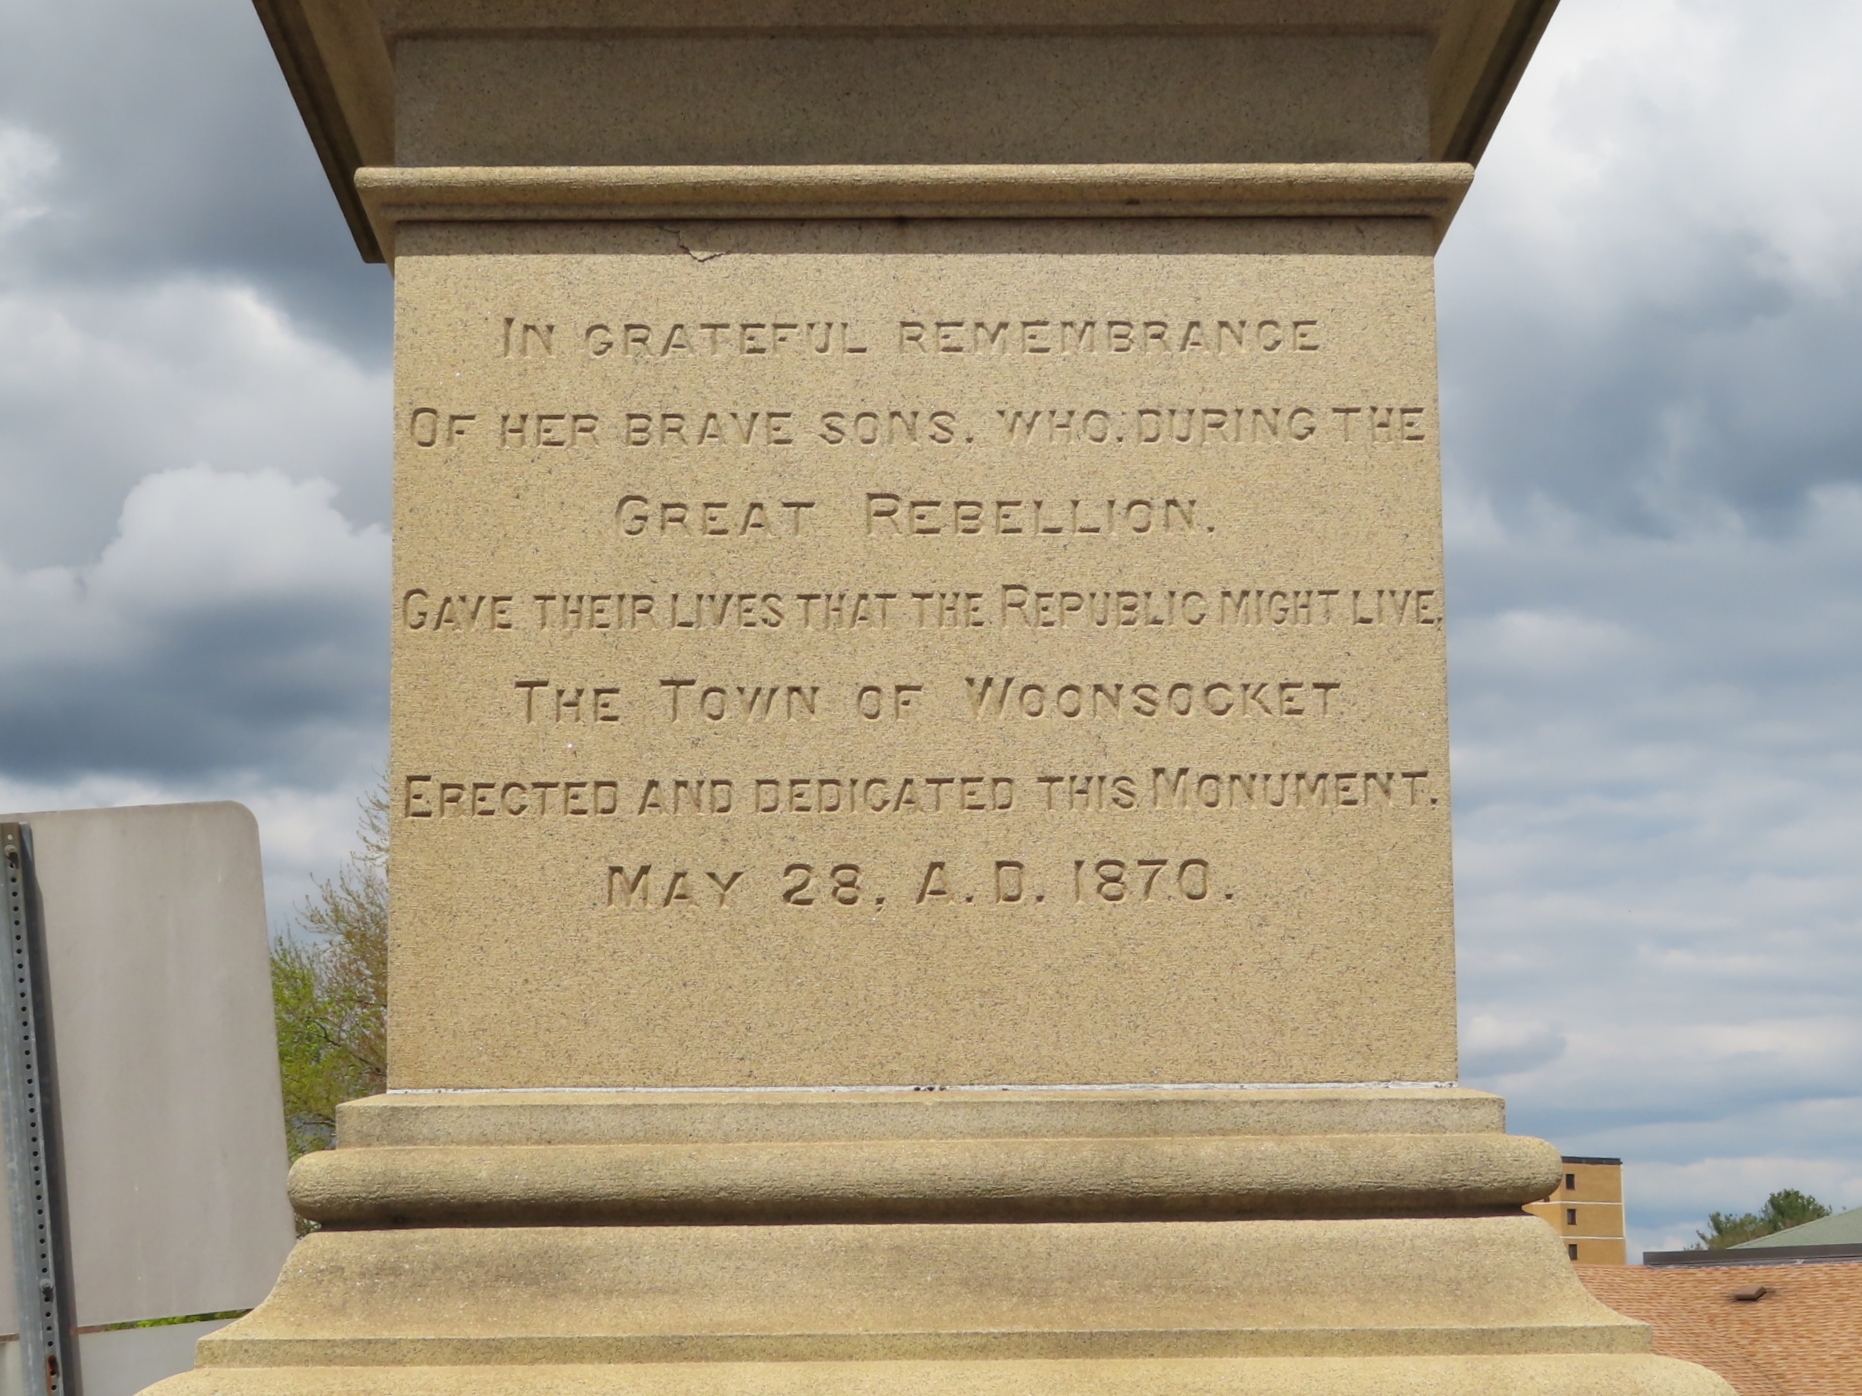 In grateful remembrance
Of her brave sons, who, during the
Great Rebellion,
Gave their lives that the Republic might live,
The Town of Woonsocket
Erected and dedicated this Monument.
May 28, A.D. 1870.